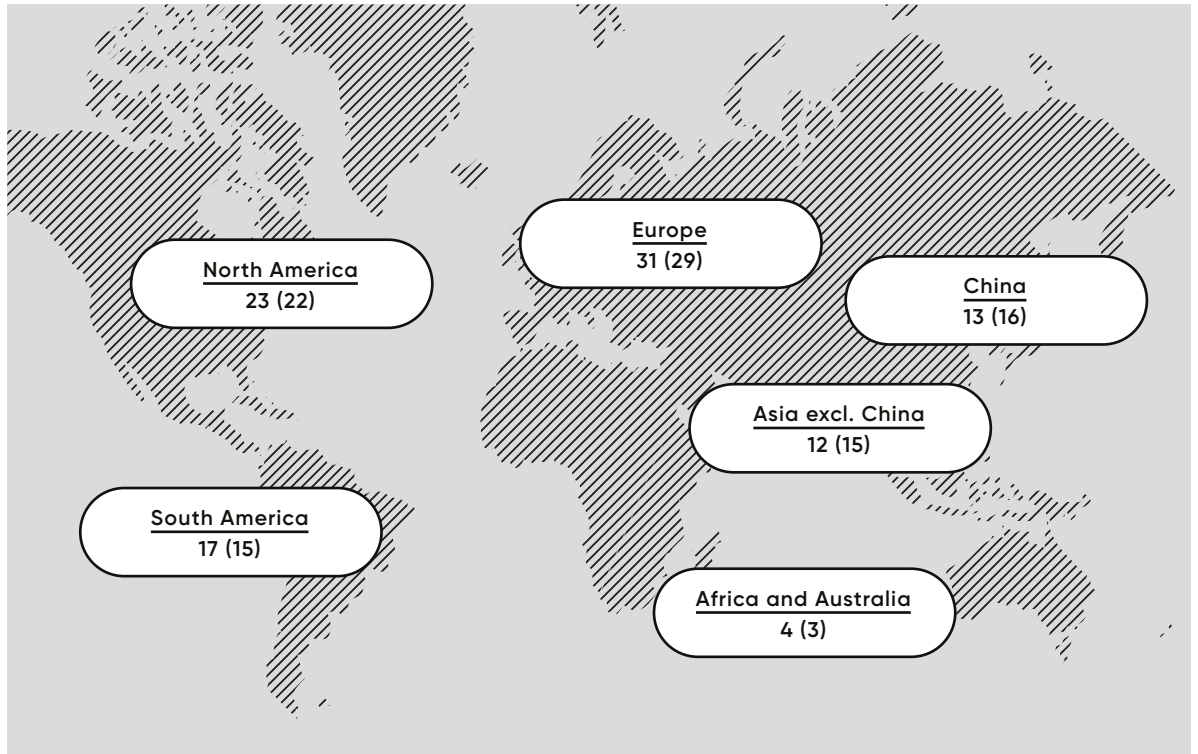 Europe
31 (29)
North America
23 (22)
China
13 (16)
Asia excl. China
12 (15)
South America
17 (15)
Africa and Australia
4 (3)